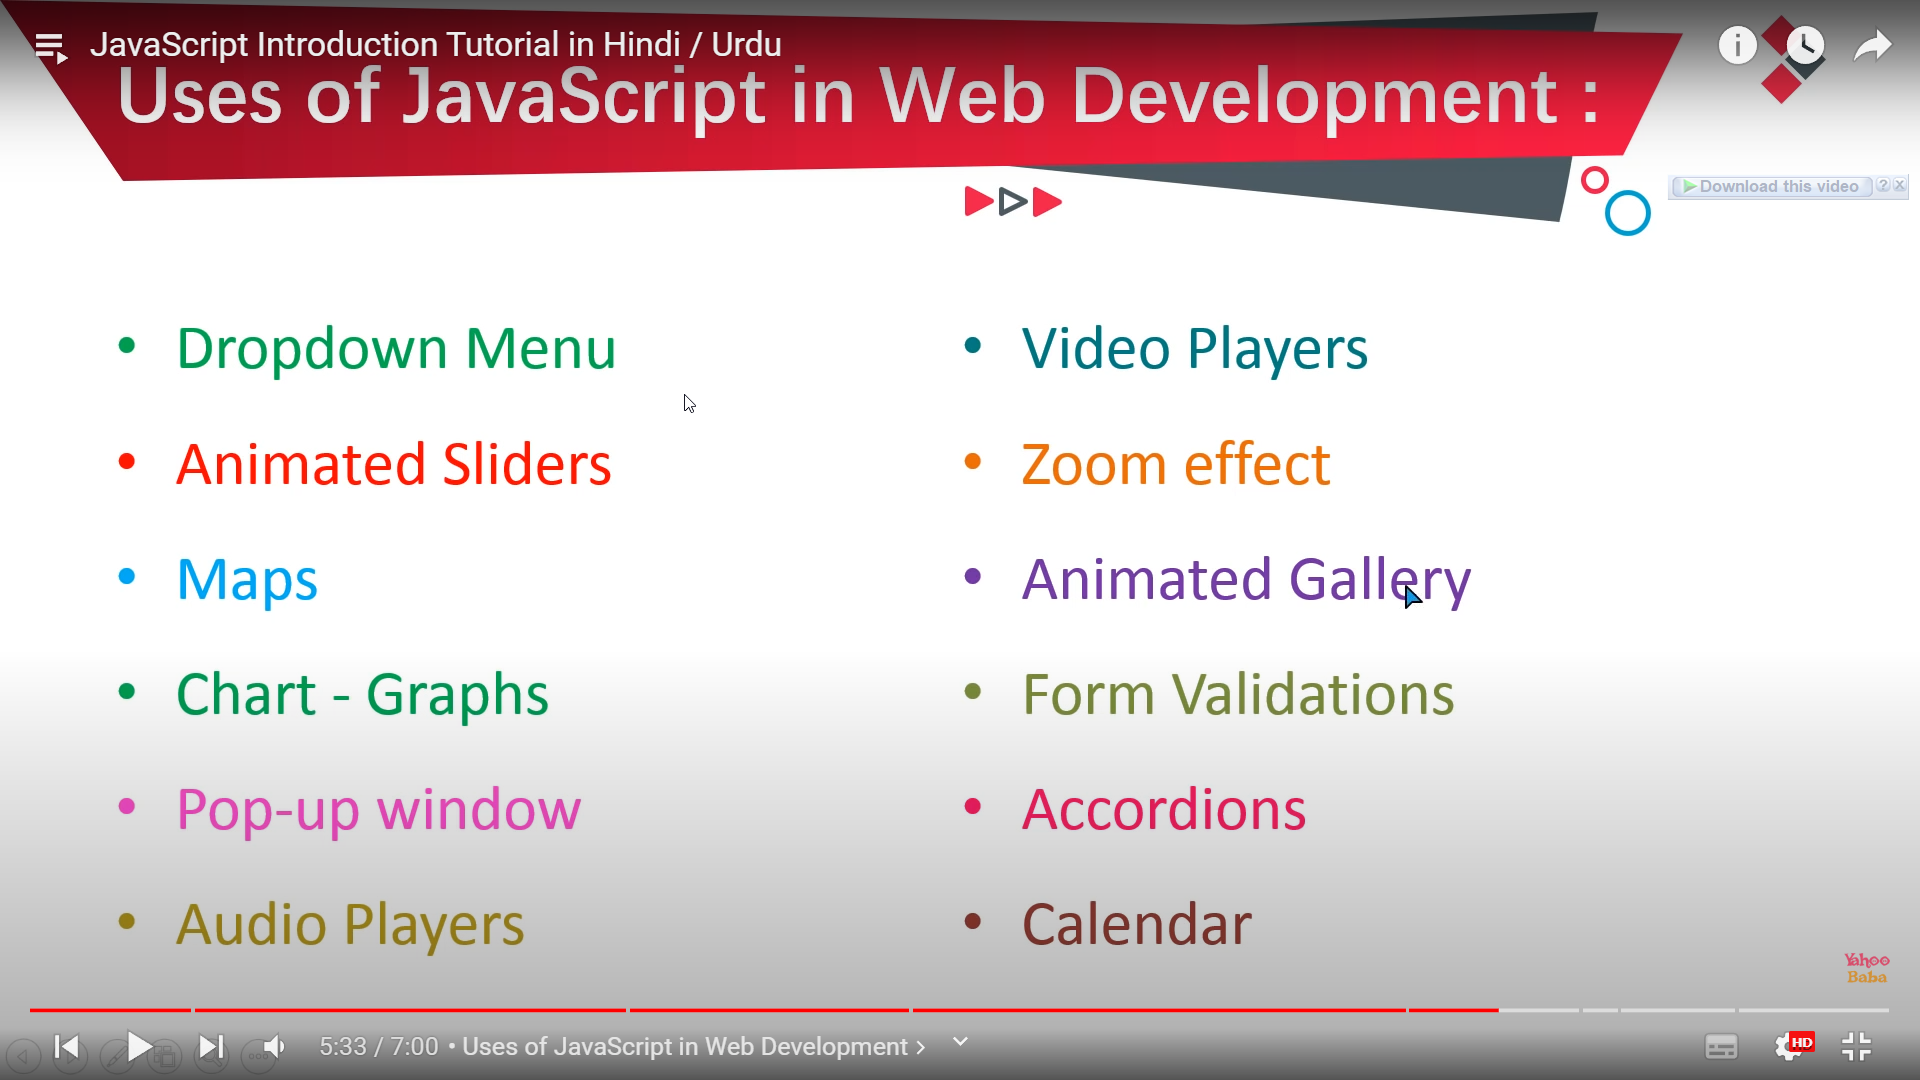 JavaScript Introduction Tutorial in Hindi / Urdu
Uses of JavaScript in Web Development :
Download this video
• Dropdown Menu
• Animated Sliders
• Maps
• Chart - Graphs
• Pop-up window
• Audio Players
• Video Players
• Zoom effect
• Animated Gallery
• Form Validations
• Accordions
• Calendar
Yahoo
Baba
5:33 / 7:00 • Uses of JavaScript in Web Development >
HD